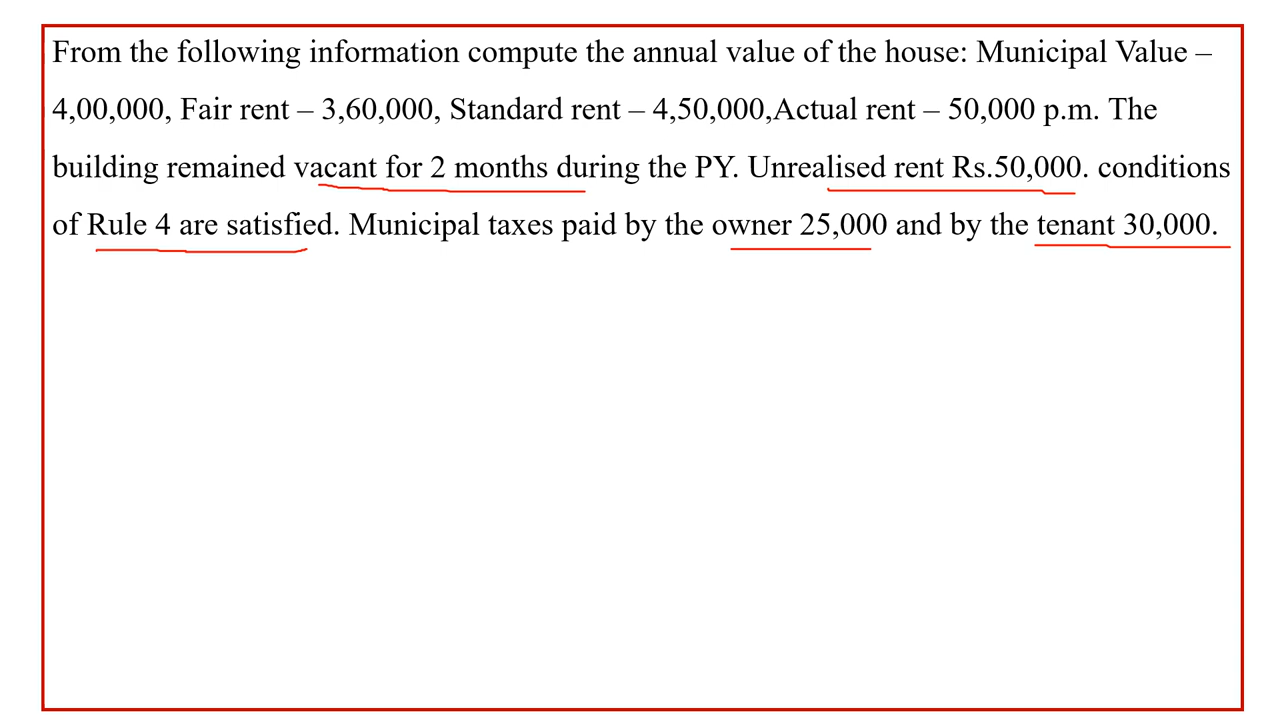 From the following information compute the annual value of the house: Municipal Value –
4,00,000, Fair rent – 3,60,000, Standard rent – 4,50,000,Actual rent – 50,000 p.m. The
building remained vacant for 2 months during the PY. Unrealised rent Rs.50,000. conditions
of Rule 4 are satisfied. Municipal taxes paid by the owner 25,000 and by the tenant 30,000.